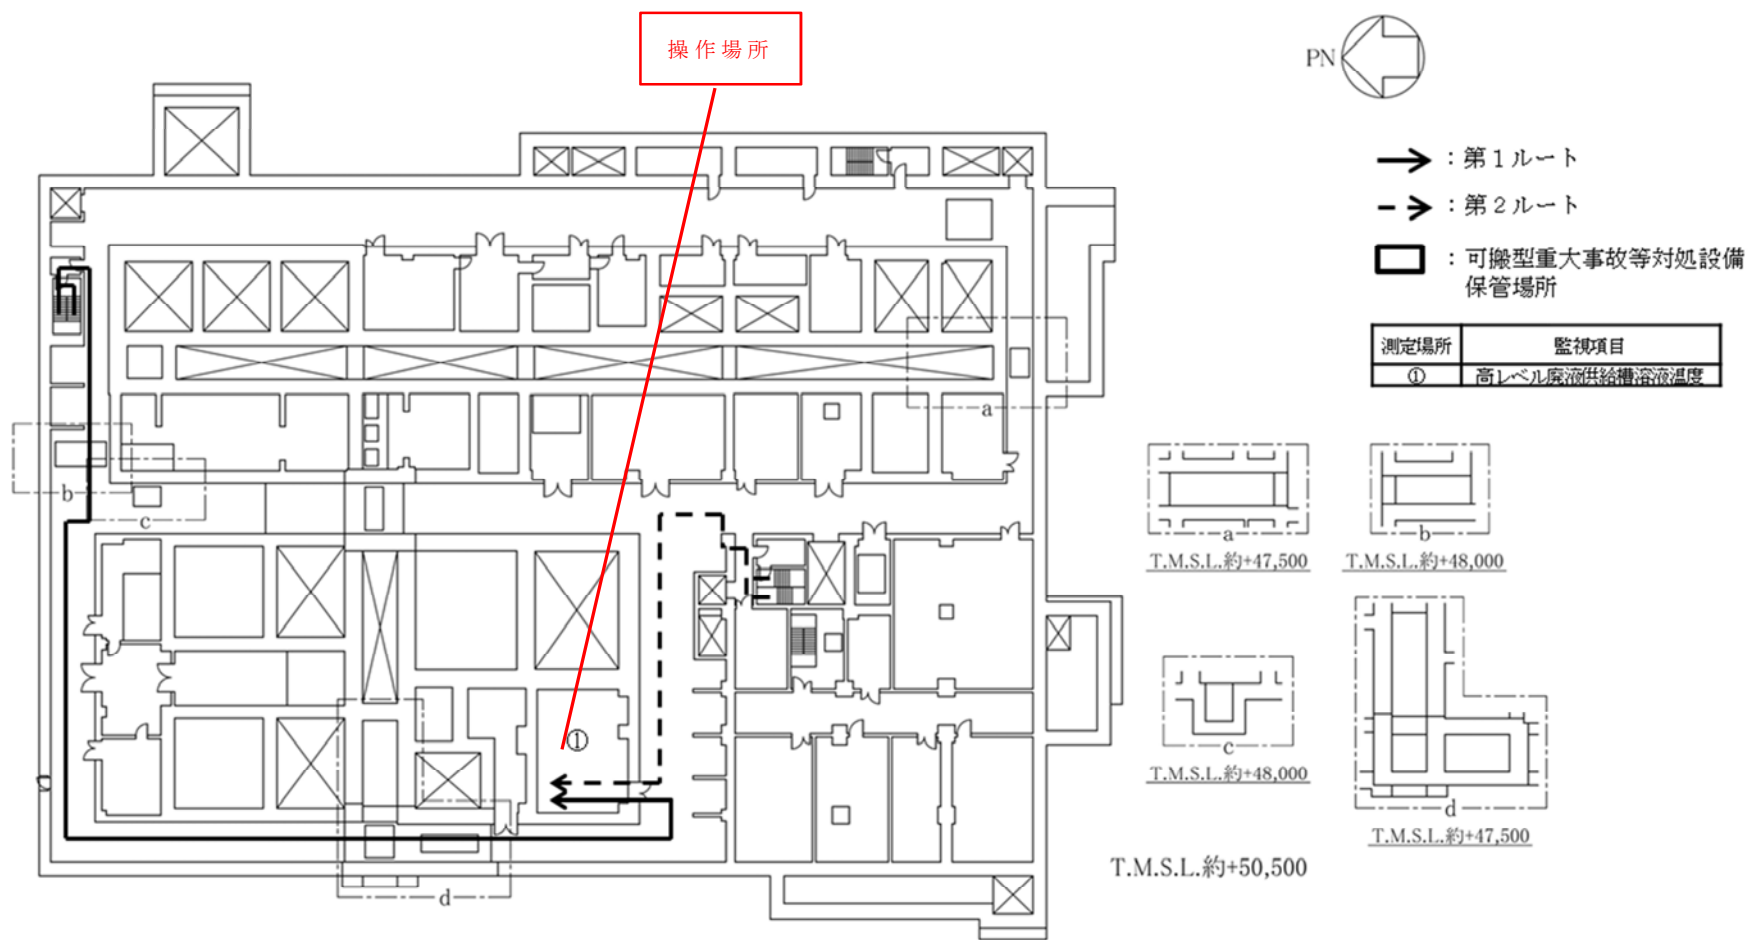 操作場所
PN
：第１ルート
：第２ルート
：可搬型重大事故等対処設備
保管場所
測定場所 監視項目
① 高レベル廃液供給槽溶液温度
a
b
c
①
d
a
T.M.S.L.約+47,500
b
T.M.S.L.約+48,000
c
T.M.S.L.約+48,000
d
T.M.S.L.約+47,500
T.M.S.L.約+50,500